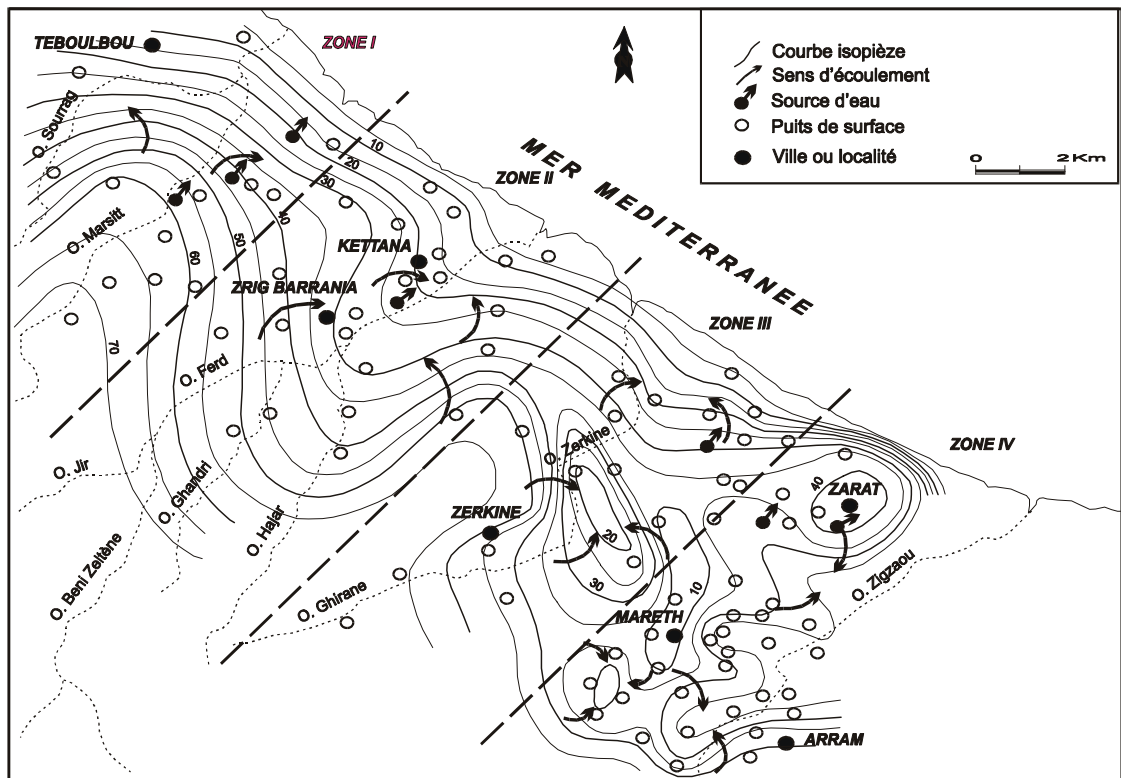 TEBOULBOU
ZONE I
Courbe isopièze
Sens d'écoulement
Source d'eau
Puits de surface
Ville ou localité
0 2 Km
O. Sourrag
10
20
30
40
ZONE II
MER MEDITERRANEE
O. Marsitt
50
60
KETTANA
ZRIG BARRANIA
70
ZONE III
O. Ferd
ZONE IV
O. Zerkine
O. Jir
O. Ghandri
O. Hajar
ZERKINE
40
ZARAT
20
O. Beni Zeltène
O. Ghirane
30
10
O. Zigzaou
MARETH
ARRAM